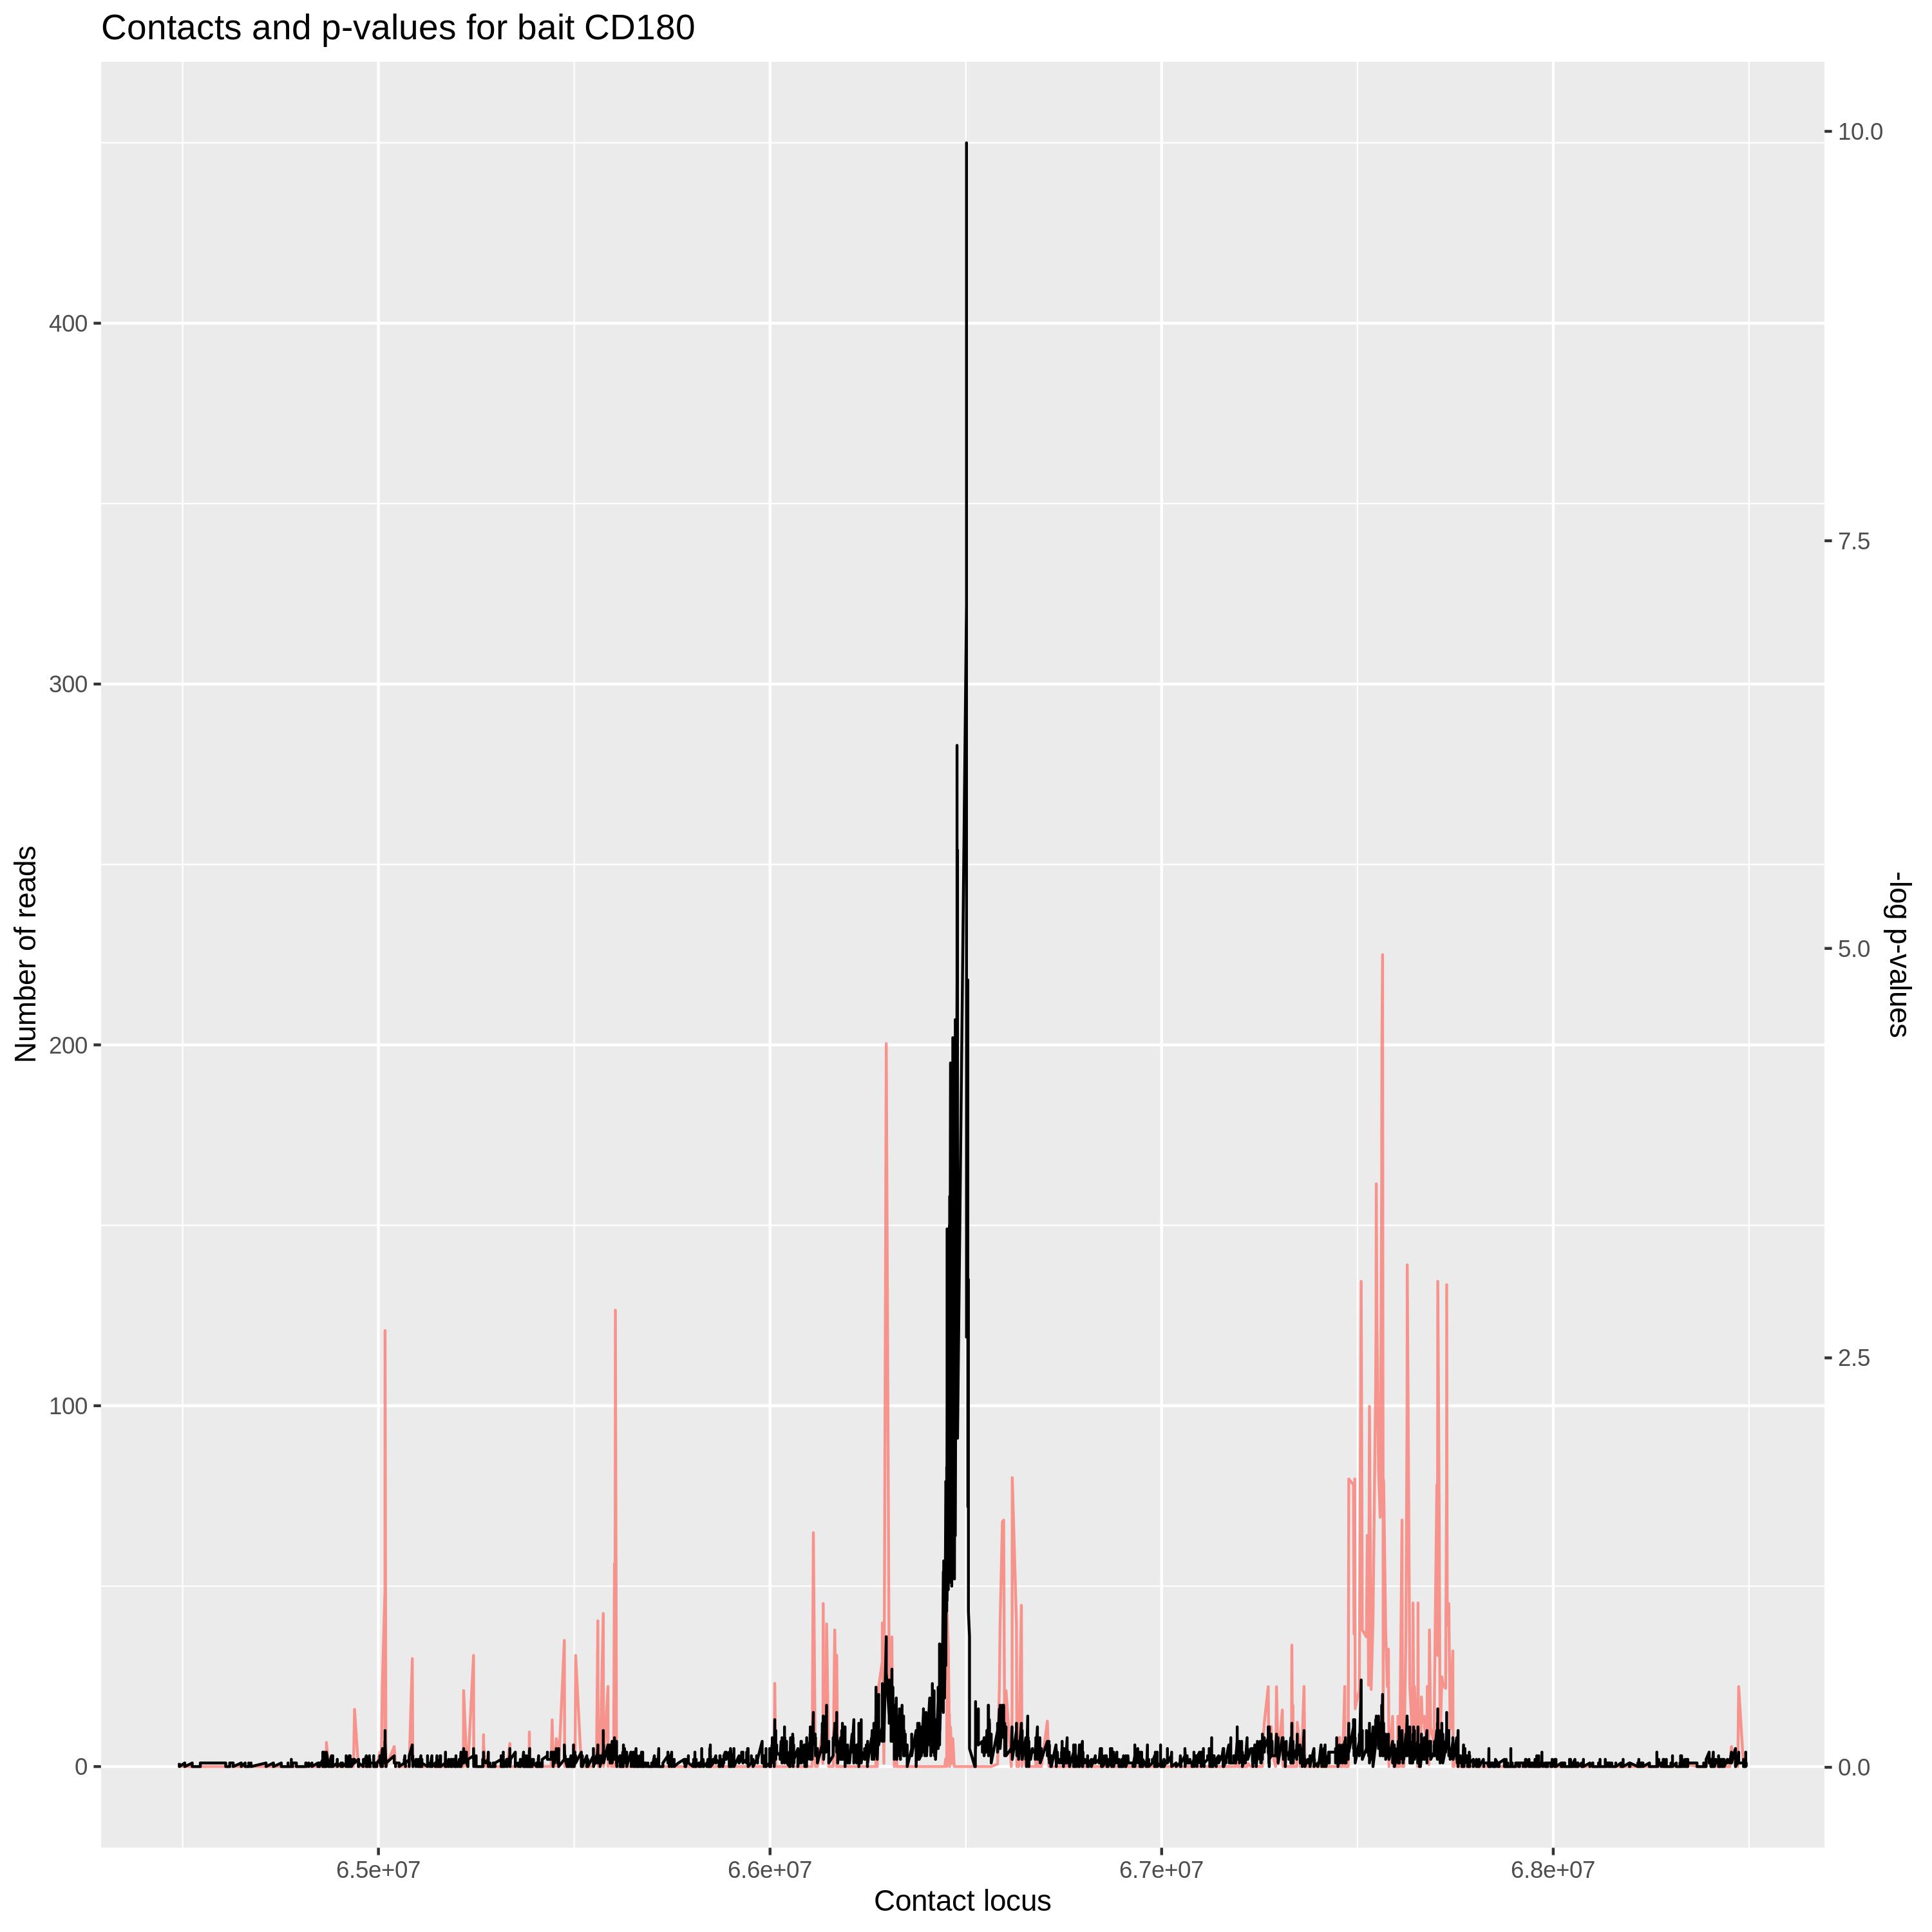 Contacts and p-values for bait CD180
Number of reads
400
300
200
100
0
10.0
7.5
5.0
2.5
0.0
-log p-values
6.5e+07
6.6e+07
6.7e+07
6.8e+07
Contact locus